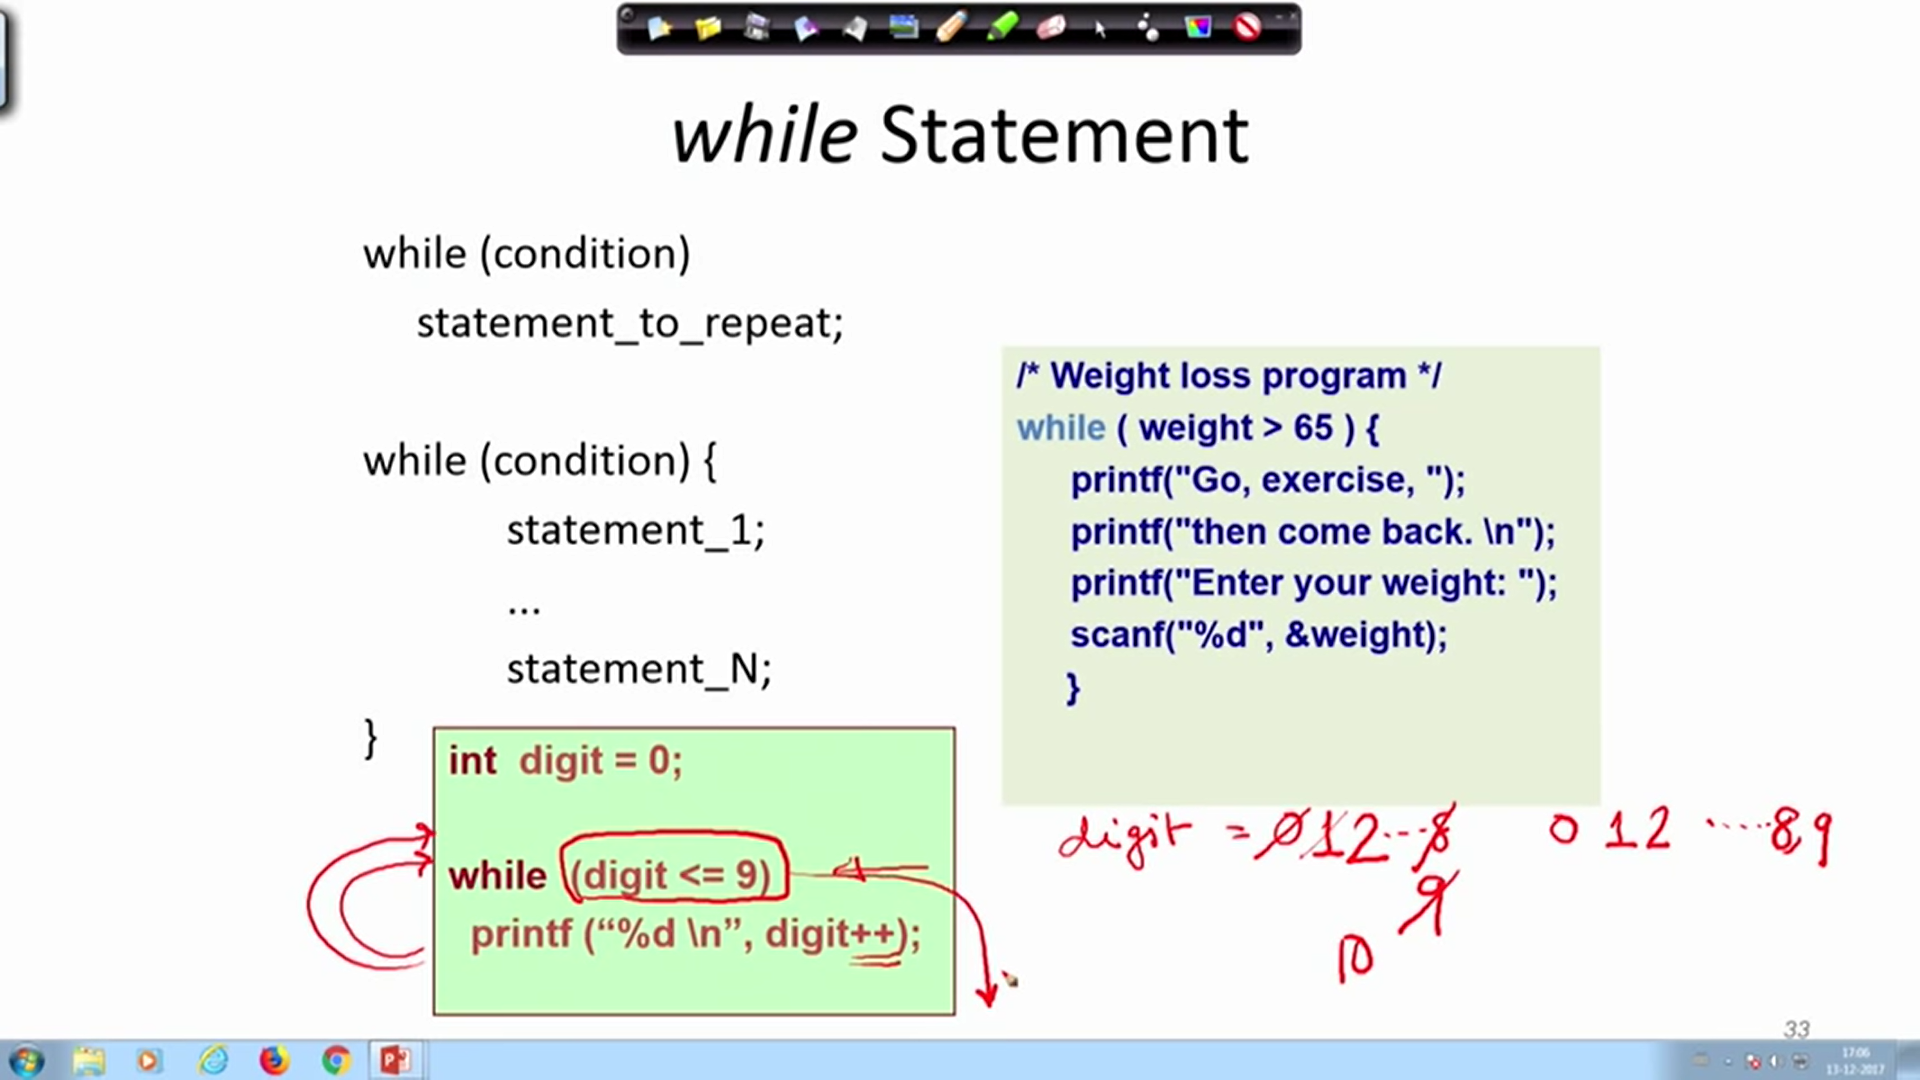 while Statement
while (condition)
statement_to_repeat;
while (condition) {
statement_1;
...
statement_N;
}
/* Weight loss program */
while ( weight > 65 ) {
printf("Go, exercise, ");
printf("then come back. \n");
printf("Enter your weight: ");
scanf("%d", &weight);
}
int digit = 0;
while (digit <= 9)
printf (“%d \n”, digit++);
digit = 0 1 2 ... 8
9
10
0 1 2 ..... 8, 9
33
17:06
13-12-2017